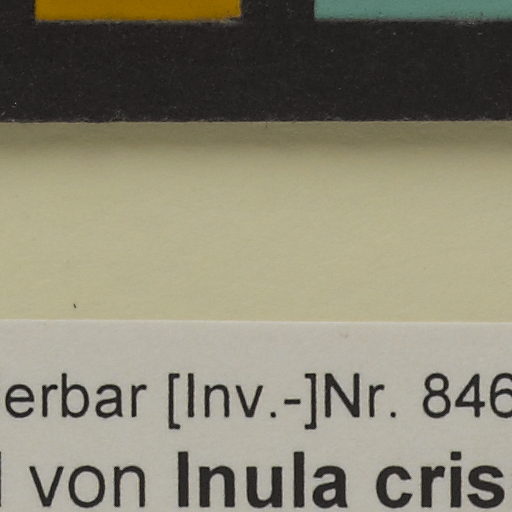 erbar [Inv.-]Nr. 846
von Inula cris